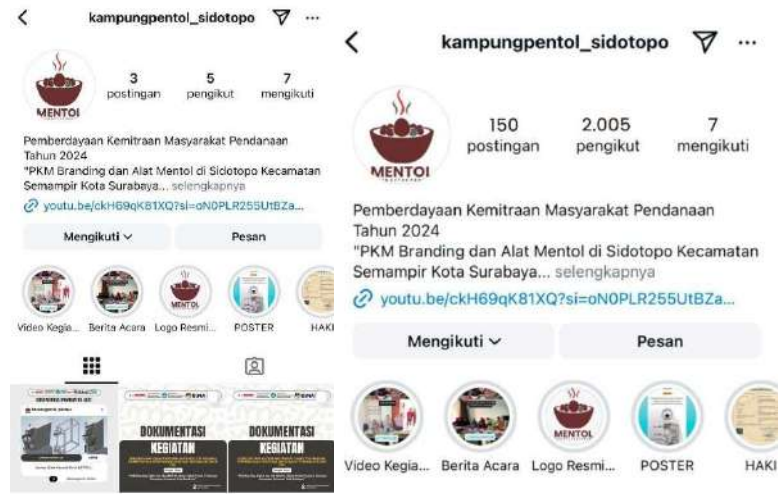 kampungpentol_sidotopo
3 5 7
postingan pengikut mengikuti
MENTOL
Pemberdayaan Kemitraan Masyarakat Pendanaan
Tahun 2024
"PKM Branding dan Alat Mentol di Sidotopo Kecamatan
Semampir Kota Surabaya... selengkapnya
youtu.be/ckH69qK81XQ?si=oN0PLR255UtBZa...
Mengikuti Pesan
MENTOL
Video Kegia... Berita Acara Logo Resmi... POSTER HAKI
DOKUMENTASI
KEGIATAN
DOKUMENTASI
KEGIATAN
kampungpentol_sidotopo
150 2.005 7
postingan pengikut mengikuti
MENTOL
Pemberdayaan Kemitraan Masyarakat Pendanaan
Tahun 2024
"PKM Branding dan Alat Mentol di Sidotopo Kecamatan
Semampir Kota Surabaya... selengkapnya
youtu.be/ckH69qK81XQ?si=oN0PLR255UtBZa...
Mengikuti Pesan
MENTOL
Video Kegia... Berita Acara Logo Resmi... POSTER HAKI